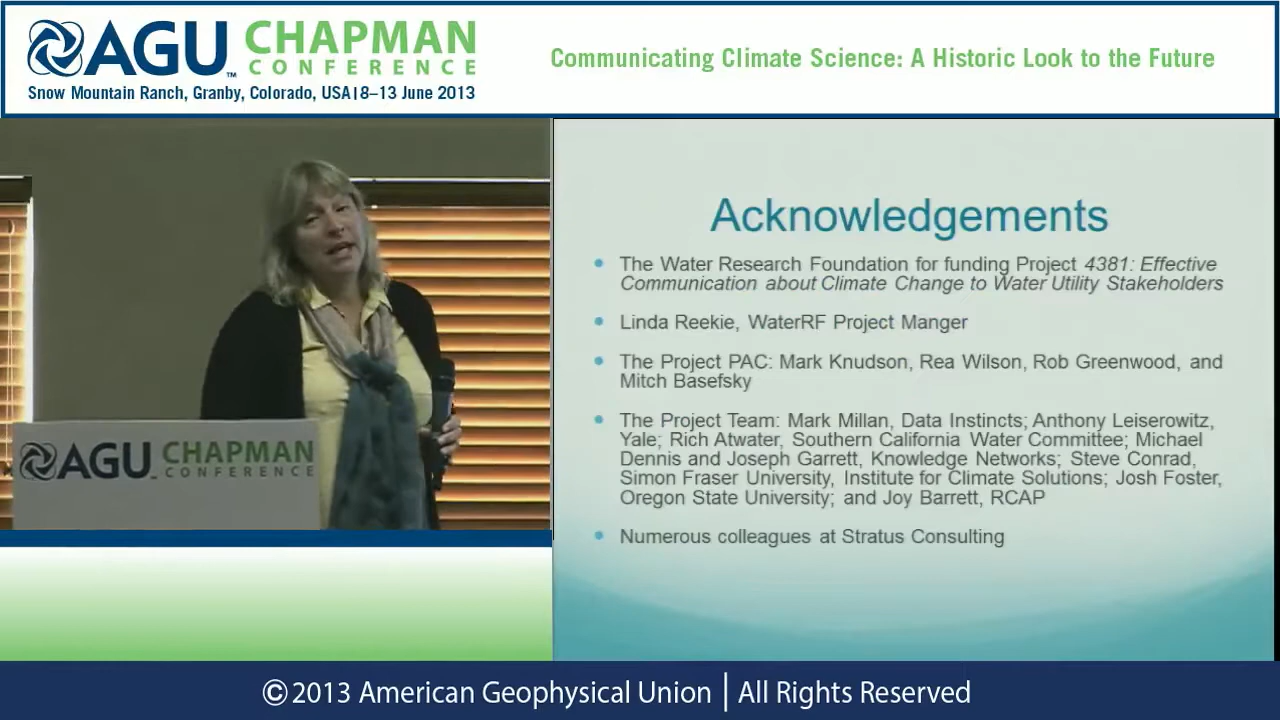 AGU CHAPMAN
CONFERENCE
Snow Mountain Ranch, Granby, Colorado, USA|8–13 June 2013
Communicating Climate Science: A Historic Look to the Future
AGU CHAPMAN
CONFERENCE
Acknowledgements
• The Water Research Foundation for funding Project 4381: Effective
Communication about Climate Change to Water Utility Stakeholders
• Linda Reekie, WaterRF Project Manger
• The Project PAC: Mark Knudson, Rea Wilson, Rob Greenwood, and
Mitch Basefsky
• The Project Team: Mark Millan, Data Instincts; Anthony Leiserowitz,
Yale; Rich Atwater, Southern California Water Committee; Michael
Dennis and Joseph Garrett, Knowledge Networks; Steve Conrad,
Simon Fraser University, Institute for Climate Solutions; Josh Foster,
Oregon State University; and Joy Barrett, RCAP
• Numerous colleagues at Stratus Consulting
©2013 American Geophysical Union | All Rights Reserved